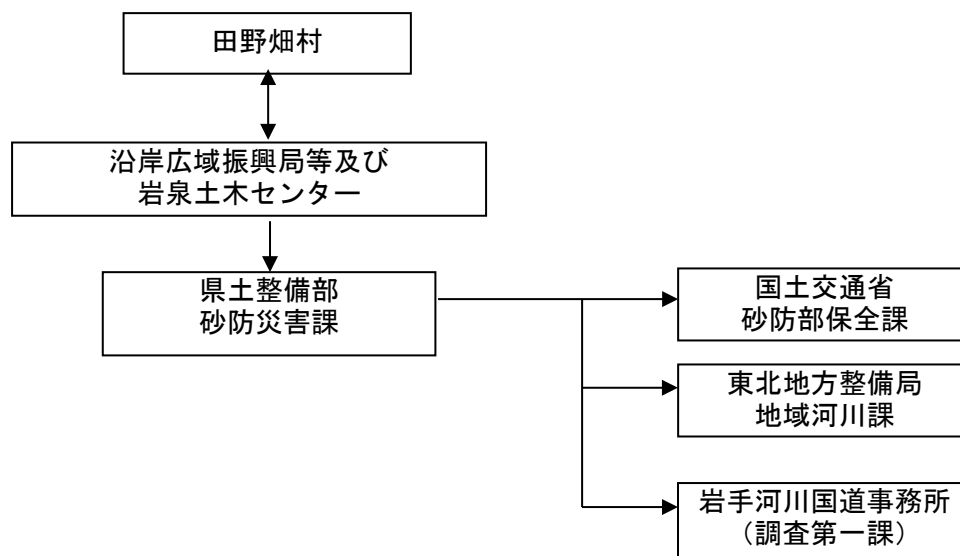 田野畑村
沿岸広域振興局等及び
岩泉土木センター
県土整備部
砂防災害課
国土交通省
砂防部保全課
東北地方整備局
地域河川課
岩手河川国道事務所
（調査第一課）